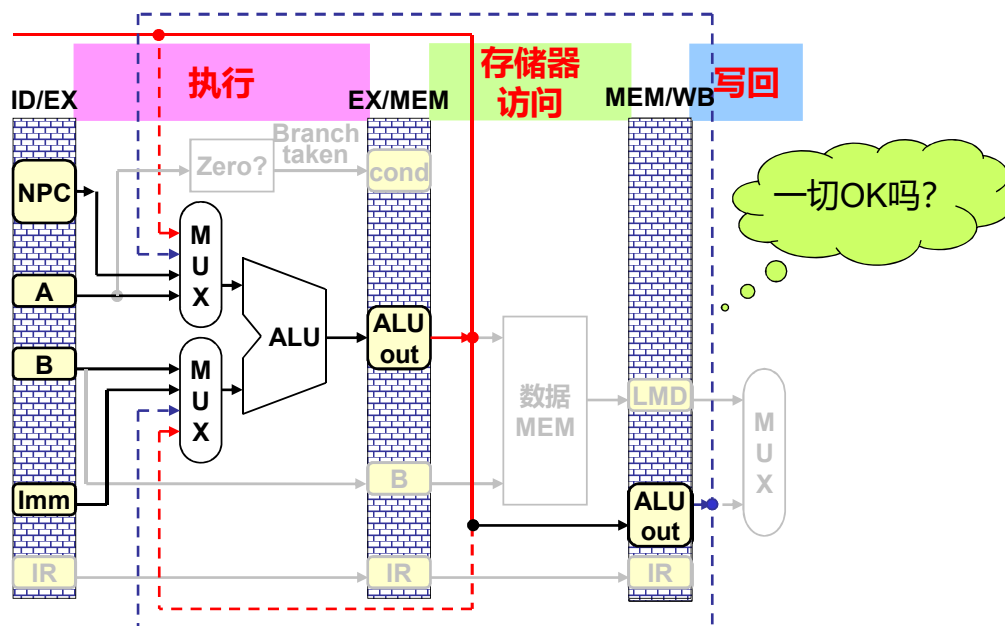 执行
存储器
访问
写回
ID/EX
EX/MEM
MEM/WB
Branch
taken
Zero?
cond
NPC
一切OK吗?
M
U
X
A
ALU
ALU
out
B
M
U
X
数据
MEM
LMD
M
U
X
B
Imm
ALU
out
IR
IR
IR